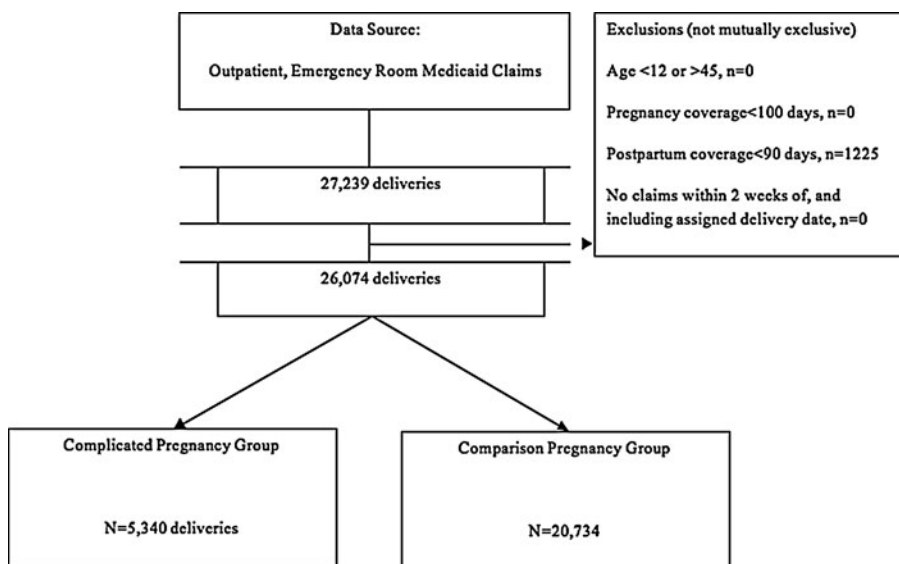 Data Source:
Outpatient, Emergency Room Medicaid Claims
Exclusions (not mutually exclusive)
Age <12 or >45, n=0
Pregnancy coverage<100 days, n=0
Postpartum coverage<90 days, n=1225
No claims within 2 weeks of, and
including assigned delivery date, n=0
27,239 deliveries
26,074 deliveries
Complicated Pregnancy Group
N=5,340 deliveries
Comparison Pregnancy Group
N=20,734